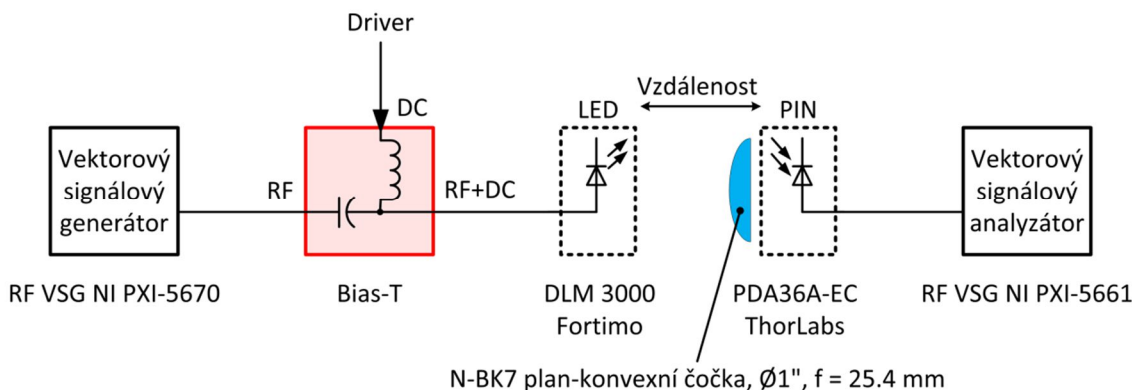 Driver
DC
Vzdálenost
LED
PIN
Vektorový
signálový
generátor
RF
RF+DC
Vektorový
signálový
analyzátor
RF VSG NI PXI-5670
Bias-T
DLM 3000
Fortimo
PDA36A-EC
ThorLabs
RF VSG NI PXI-5661
N-BK7 plan-konvexní čočka, Ø1", f = 25.4 mm